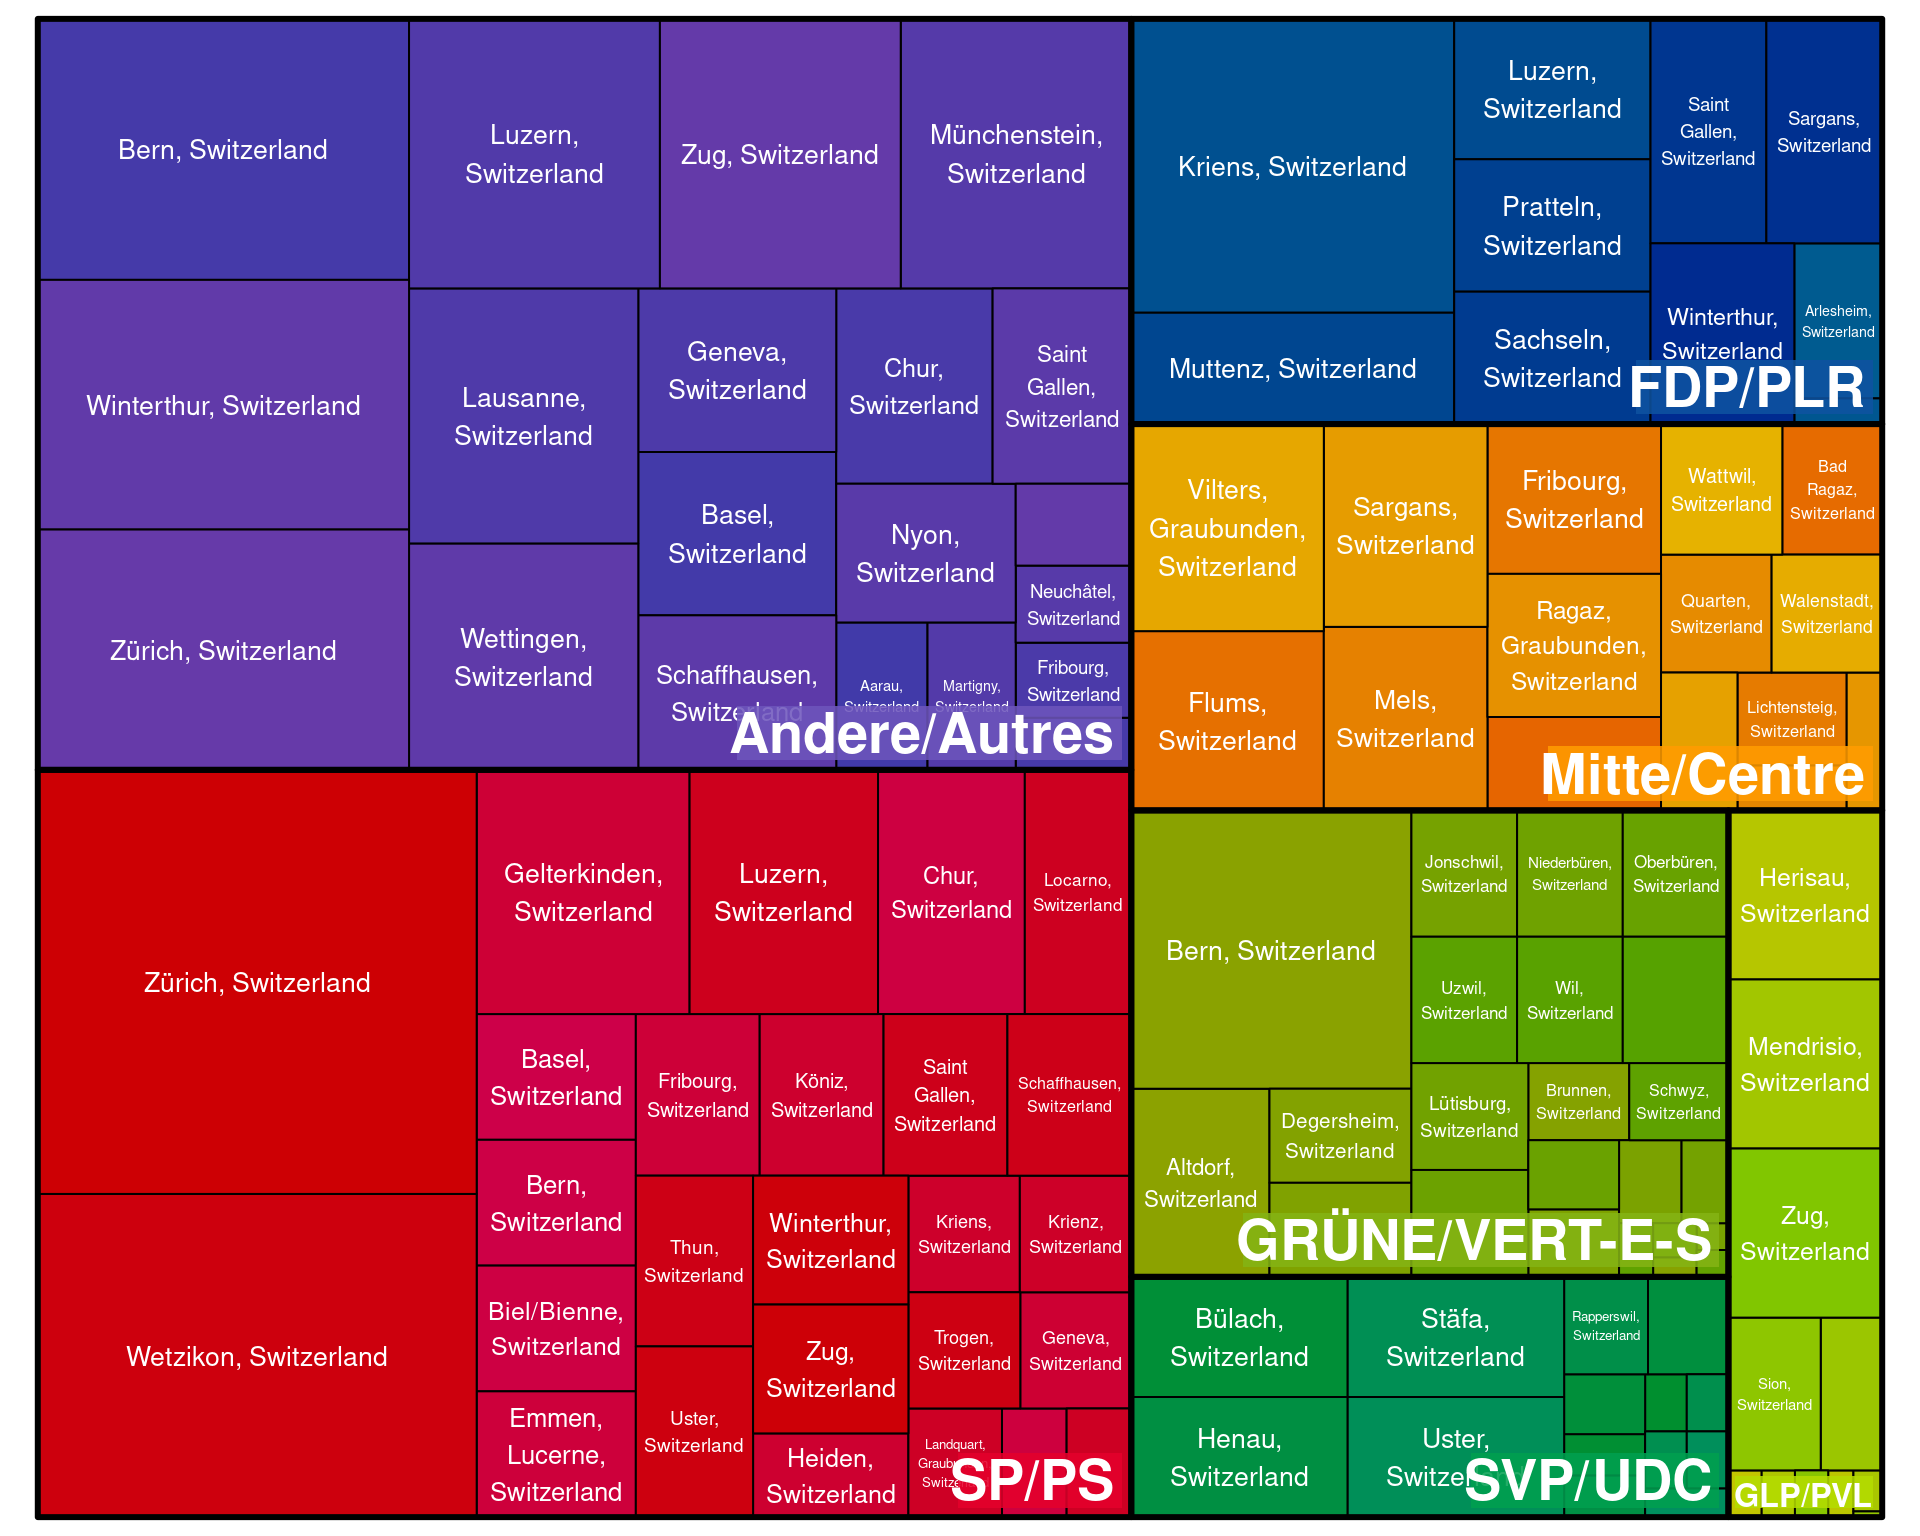 Bern, Switzerland
Winterthur, Switzerland
Zürich, Switzerland
Luzern,
Switzerland
Zug, Switzerland
Münchenstein,
Switzerland
Lausanne,
Switzerland
Wettingen,
Switzerland
Geneva,
Switzerland
Basel,
Switzerland
Schaffhausen,
Switzerland
Chur,
Switzerland
Saint
Gallen,
Switzerland
Nyon,
Switzerland
Neuchâtel,
Switzerland
Fribourg,
Switzerland
Aarau,
Switzerland
Martigny,
Switzerland
Andere/Autres
Kriens, Switzerland
Muttenz, Switzerland
Luzern,
Switzerland
Pratteln,
Switzerland
Sachseln,
Switzerland
Saint
Gallen,
Switzerland
Sargans,
Switzerland
Winterthur,
Switzerland
Arlesheim,
Switzerland
FDP/PLR
Vilters,
Graubunden,
Switzerland
Flums,
Switzerland
Sargans,
Switzerland
Mels,
Switzerland
Fribourg,
Switzerland
Ragaz,
Graubunden,
Switzerland
Wattwil,
Switzerland
Bad
Ragaz,
Switzerland
Quarten,
Switzerland
Walenstadt,
Switzerland
Lichtensteig,
Switzerland
Mitte/Centre
Zürich, Switzerland
Wetzikon, Switzerland
Gelterkinden,
Switzerland
Luzern,
Switzerland
Chur,
Switzerland
Locarno,
Switzerland
Basel,
Switzerland
Bern,
Switzerland
Biel/Bienne,
Switzerland
Emmen,
Lucerne,
Switzerland
Fribourg,
Switzerland
Köniz,
Switzerland
Saint
Gallen,
Switzerland
Schaffhausen,
Switzerland
Thun,
Switzerland
Uster,
Switzerland
Winterthur,
Switzerland
Zug,
Switzerland
Heiden,
Switzerland
Kriens,
Switzerland
Krienz,
Switzerland
Trogen,
Switzerland
Geneva,
Switzerland
Landquart,
SP/PS
Bern, Switzerland
Altdorf,
Switzerland
Degersheim,
Switzerland
Jonschwil,
Switzerland
Niederbüren,
Switzerland
Oberbüren,
Switzerland
Uzwil,
Switzerland
Wil,
Switzerland
Lütisburg,
Switzerland
Brunnen,
Switzerland
Schwyz,
Switzerland
GRÜNE/VERT-E-S
Bülach,
Switzerland
Henau,
Switzerland
Stäfa,
Switzerland
Uster,
Switzerland
Rapperswil,
Switzerland
SVP/UDC
Herisau,
Switzerland
Mendrisio,
Switzerland
Zug,
Switzerland
Sion,
Switzerland
GLP/PVL